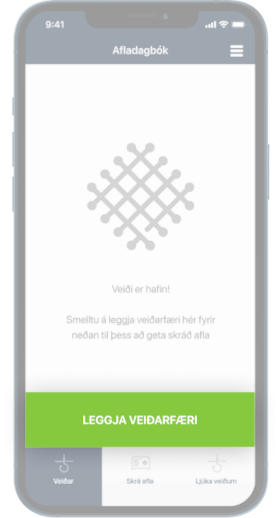 9:41
Afladagbók
Veiði er hafin!
Smelltu á leggja veiðarfæri hér fyrir
neðan til þess að geta skráð afla
LEGGJA VEIÐARFÆRI
Veiðar
Skrá afla
Ljúka veiðum